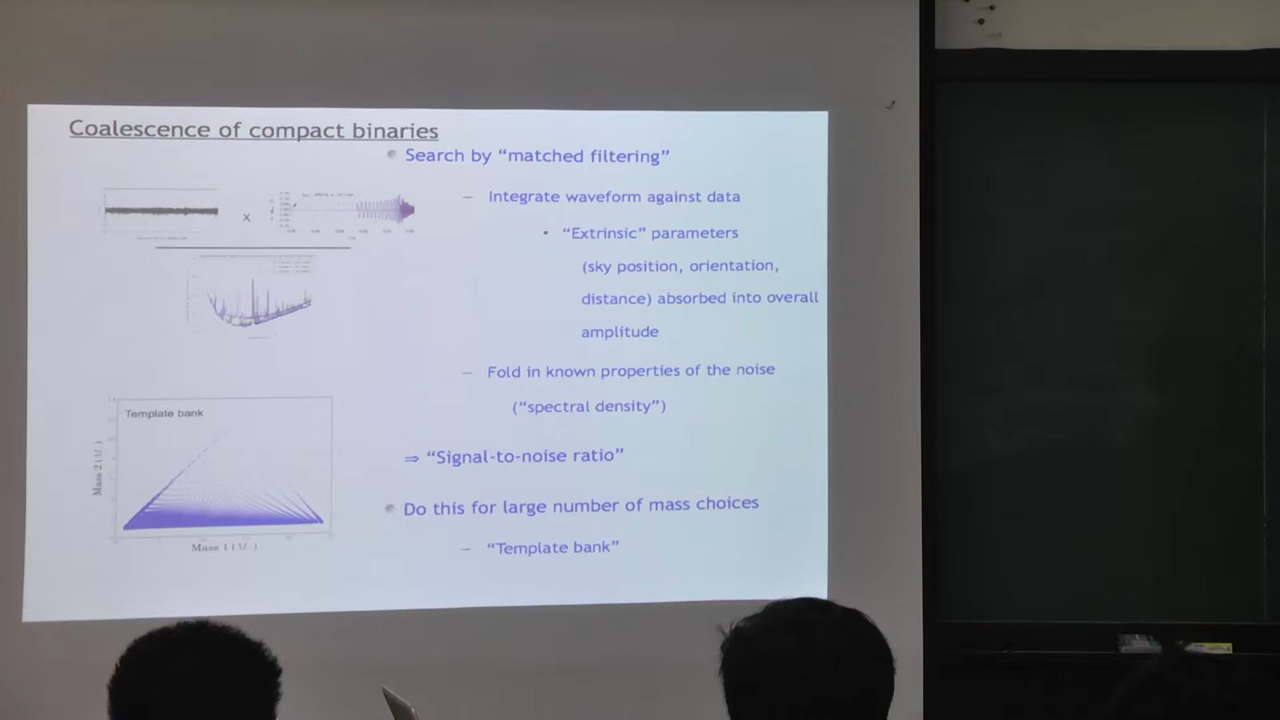 Coalescence of compact binaries
Search by “matched filtering”
– Integrate waveform against data
“Extrinsic” parameters
(sky position, orientation,
distance) absorbed into overall
amplitude
– Fold in known properties of the noise
(“spectral density”)
⇒ “Signal-to-noise ratio”
Do this for large number of mass choices
– “Template bank”
x
Template bank
Mass 2
Mass 1